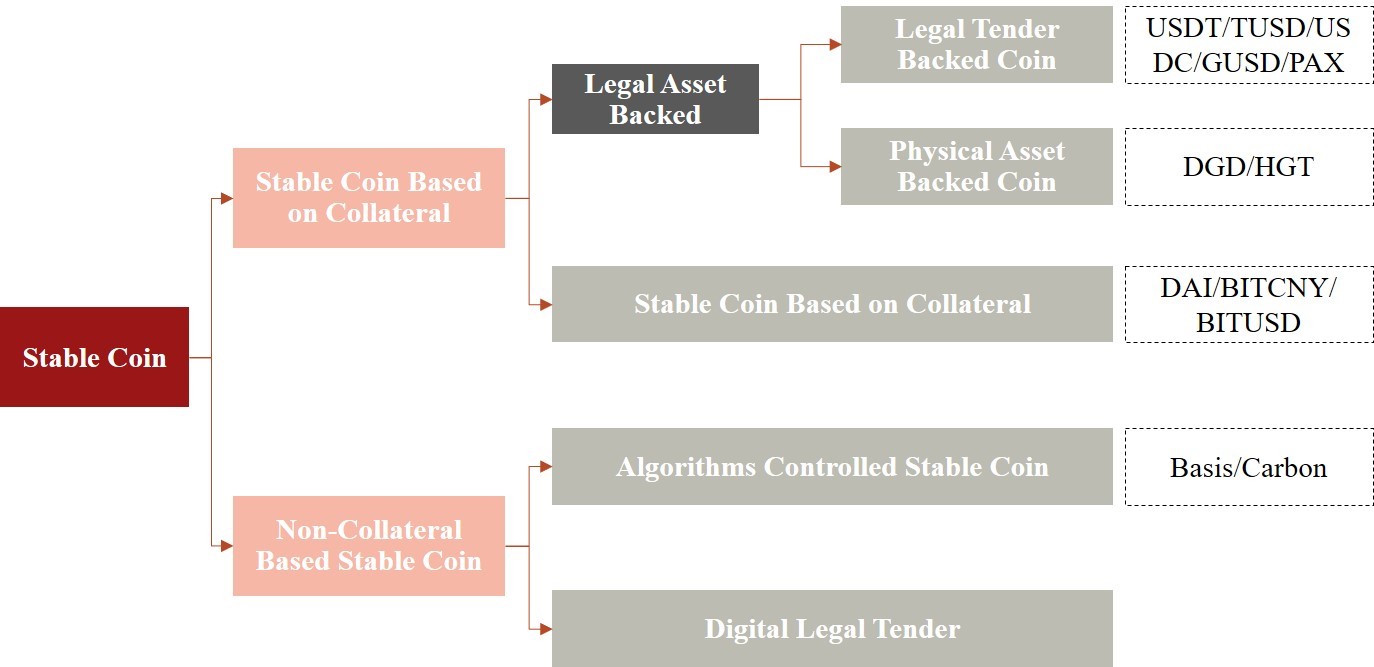 Legal Tender
Backed Coin
USDT/TUSD/US
DC/GUSD/PAX
Legal Asset
Backed
Physical Asset
Backed Coin
DGD/HGT
Stable Coin Based
on Collateral
Stable Coin Based on Collateral
DAI/BITCNY/
BITUSD
Stable Coin
Algorithms Controlled Stable Coin
Basis/Carbon
Non-Collateral
Based Stable Coin
Digital Legal Tender